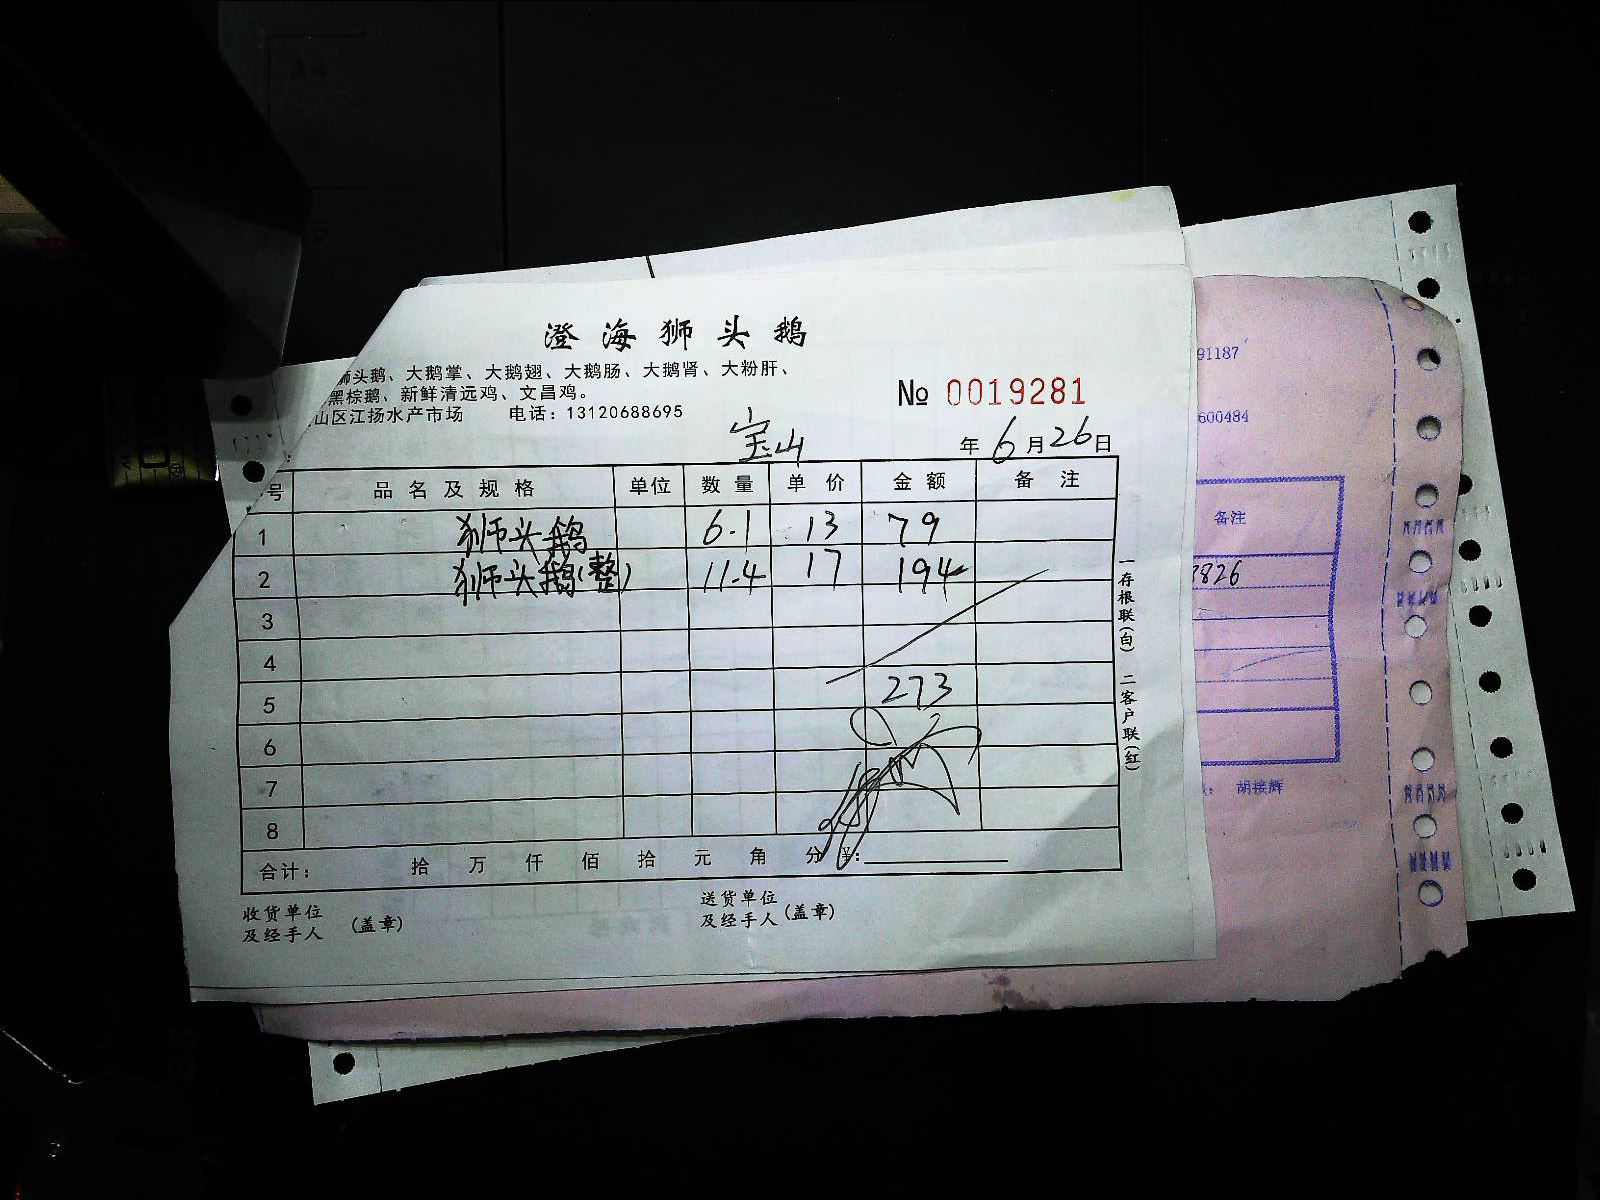 澄海狮头鹅
狮头鹅、大鹅掌、大鹅翅、大鹅肠、大鹅肾、大粉肝、
黑棕鹅、新鲜清远鸡、文昌鸡。
山区江扬水产市场 电话：13120688695
№ 0019281
宝山
年 6 月 26 日
号 品名及规格 单位 数量 单价 金额 备注
1 狮头鹅 6.1 13 79
2 狮头鹅(整) 11.4 17 194
3
4
5 273
6
7
8
合计： 拾 万 仟 佰 拾 元 角 分 ¥:
收货单位
及经手人 (盖章)
送货单位
及经手人 (盖章)
一存根联(白) 二客户联(红)
91187
600484
备注
826
胡接辉